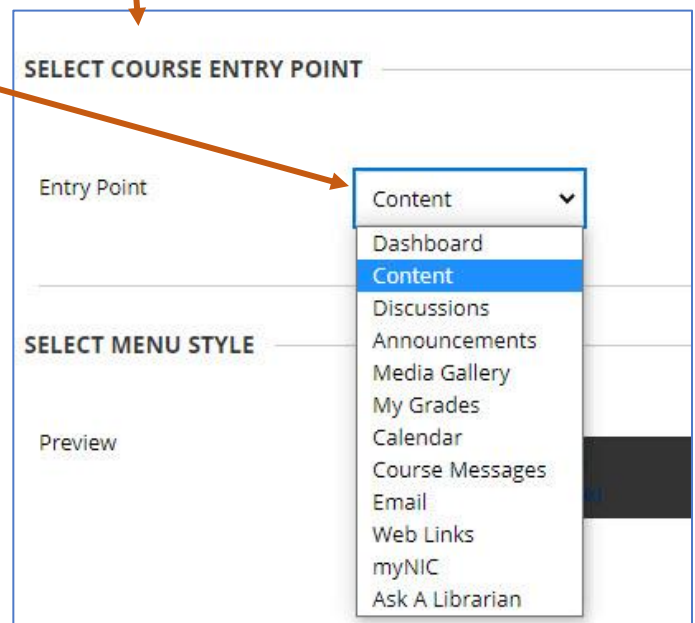 SELECT COURSE ENTRY POINT
Entry Point
Content
Dashboard
Content
Discussions
Announcements
Media Gallery
My Grades
Calendar
Course Messages
Email
Web Links
myNIC
Ask A Librarian
SELECT MENU STYLE
Preview